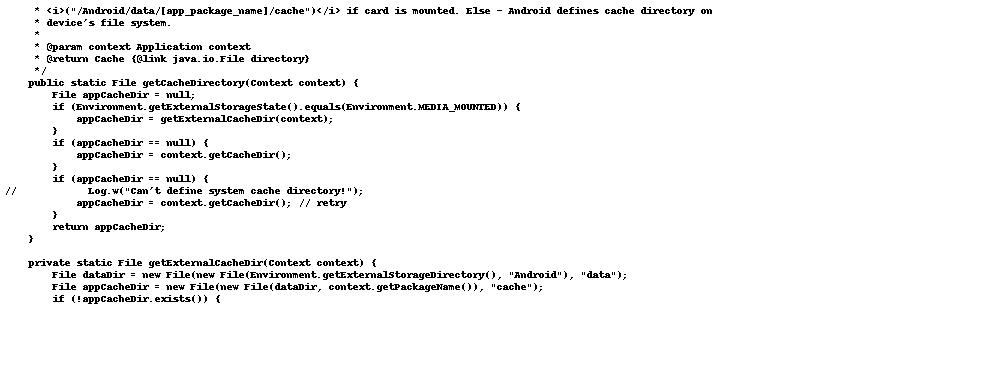 * <i>("/Android/data/[app_package_name]/cache")</i> if card is mounted. Else - Android defines cache directory on
     * device's file system.
     *
     * @param context Application context
     * @return Cache {@link java.io.File directory}
     */
    public static File getCacheDirectory(Context context) {
        File appCacheDir = null;
        if (Environment.getExternalStorageState().equals(Environment.MEDIA_MOUNTED)) {
            appCacheDir = getExternalCacheDir(context);
        }
        if (appCacheDir == null) {
            appCacheDir = context.getCacheDir();
        }
        if (appCacheDir == null) {
//            Log.w("Can't define system cache directory!");
            appCacheDir = context.getCacheDir(); // retry
        }
        return appCacheDir;
    }

    private static File getExternalCacheDir(Context context) {
        File dataDir = new File(new File(Environment.getExternalStorageDirectory(), "Android"), "data");
        File appCacheDir = new File(new File(dataDir, context.getPackageName()), "cache");
        if (!appCacheDir.exists()) {